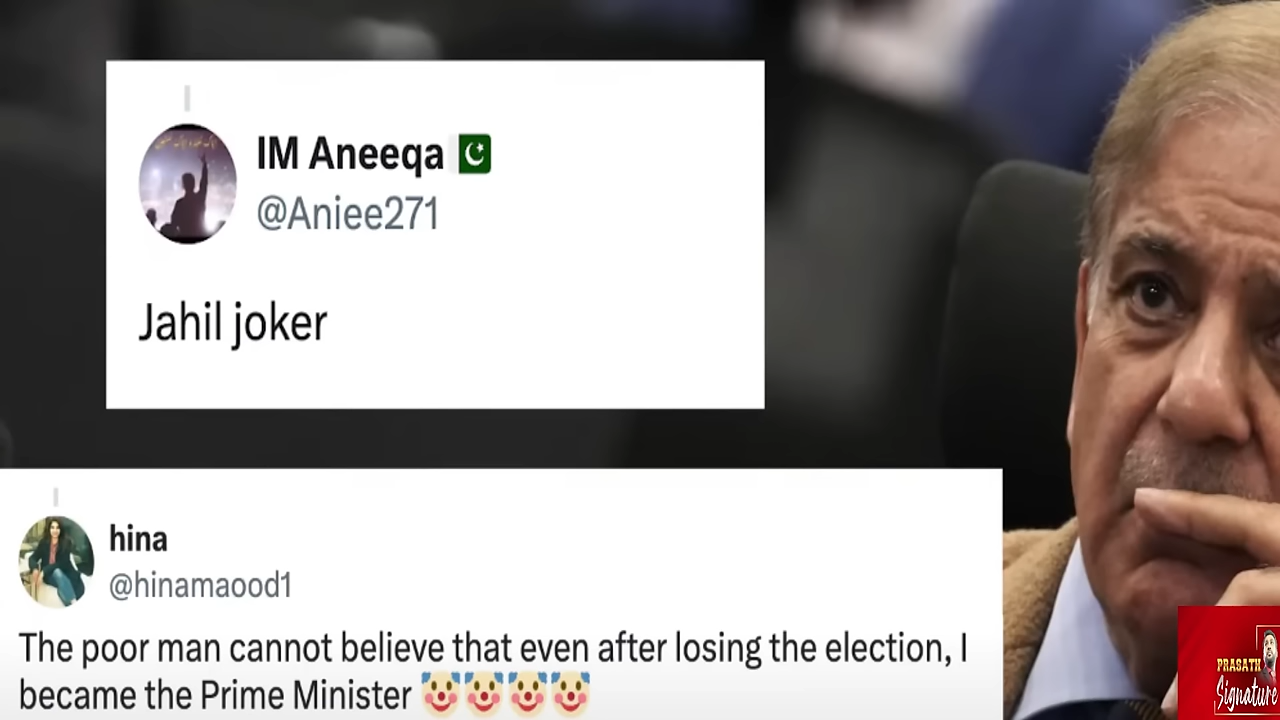 IM Aneeqa 🇵🇰
@Aniee271
Jahil joker
hina
@hinamaood1
The poor man cannot believe that even after losing the election, I
became the Prime Minister 🤡🤡🤡🤡
PRASATH
Signature